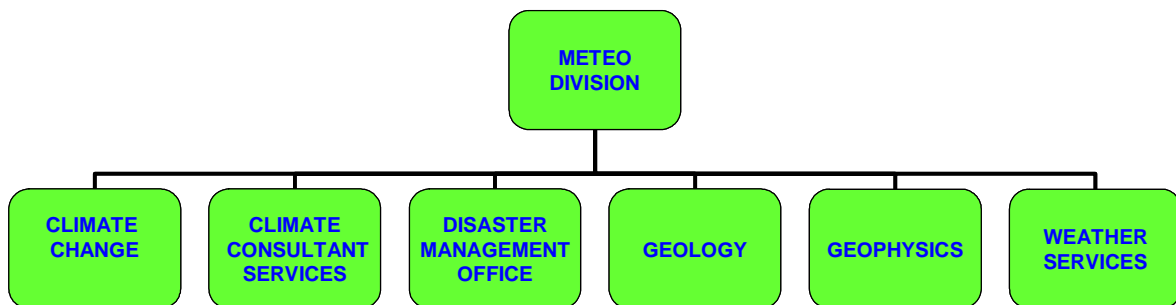 METEO
DIVISION
CLIMATE
CHANGE
CLIMATE
CONSULTANT
SERVICES
DISASTER
MANAGEMENT
OFFICE
GEOLOGY
GEOPHYSICS
WEATHER
SERVICES